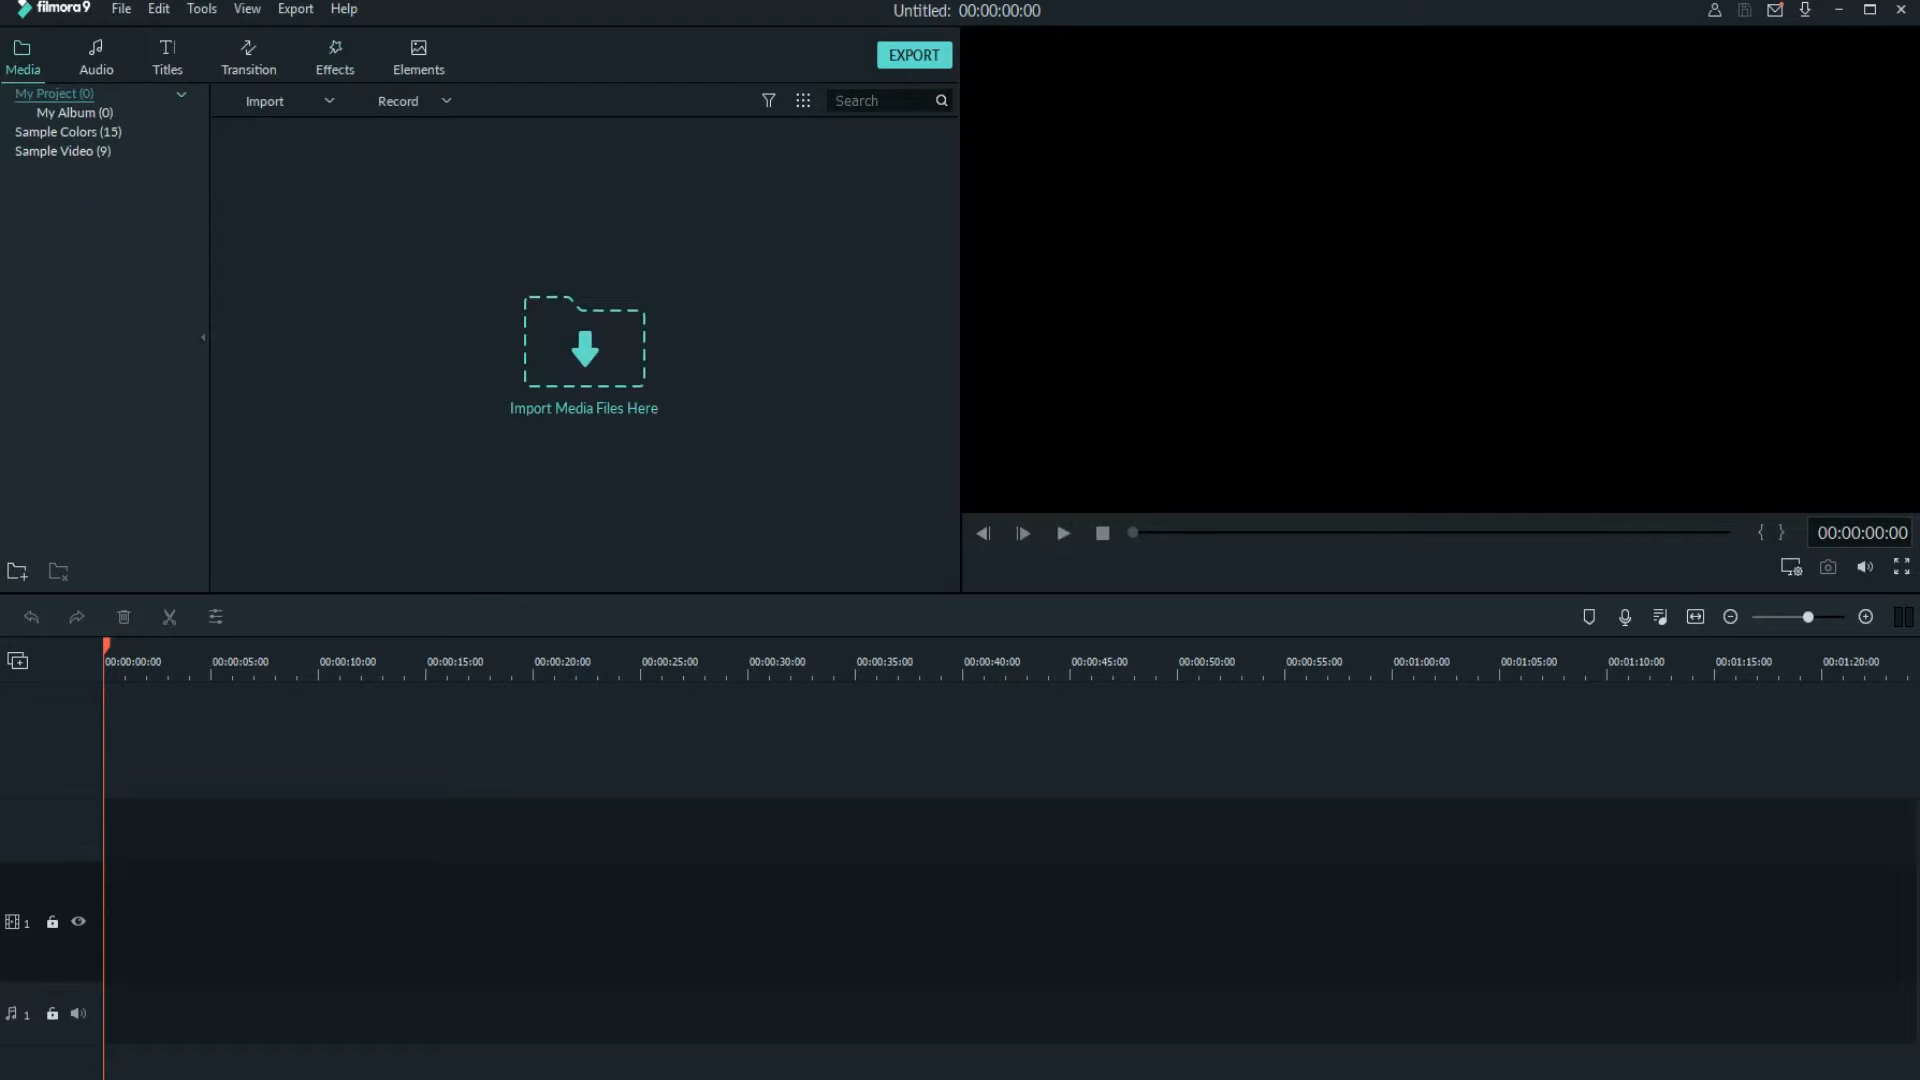 filmora9 File Edit Tools View Export Help Untitled: 00:00:00:00
Media Audio Titles Transition Effects Elements EXPORT
My Project (0)
My Album (0)
Sample Colors (15)
Sample Video (9)
Import Record Search
Import Media Files Here
{ } 00:00:00:00
00:00:00:00 00:00:05:00 00:00:10:00 00:00:15:00 00:00:20:00 00:00:25:00 00:00:30:00 00:00:35:00 00:00:40:00 00:00:45:00 00:00:50:00 00:00:55:00 00:01:00:00 00:01:05:00 00:01:10:00 00:01:15:00 00:01:20:00
1
1